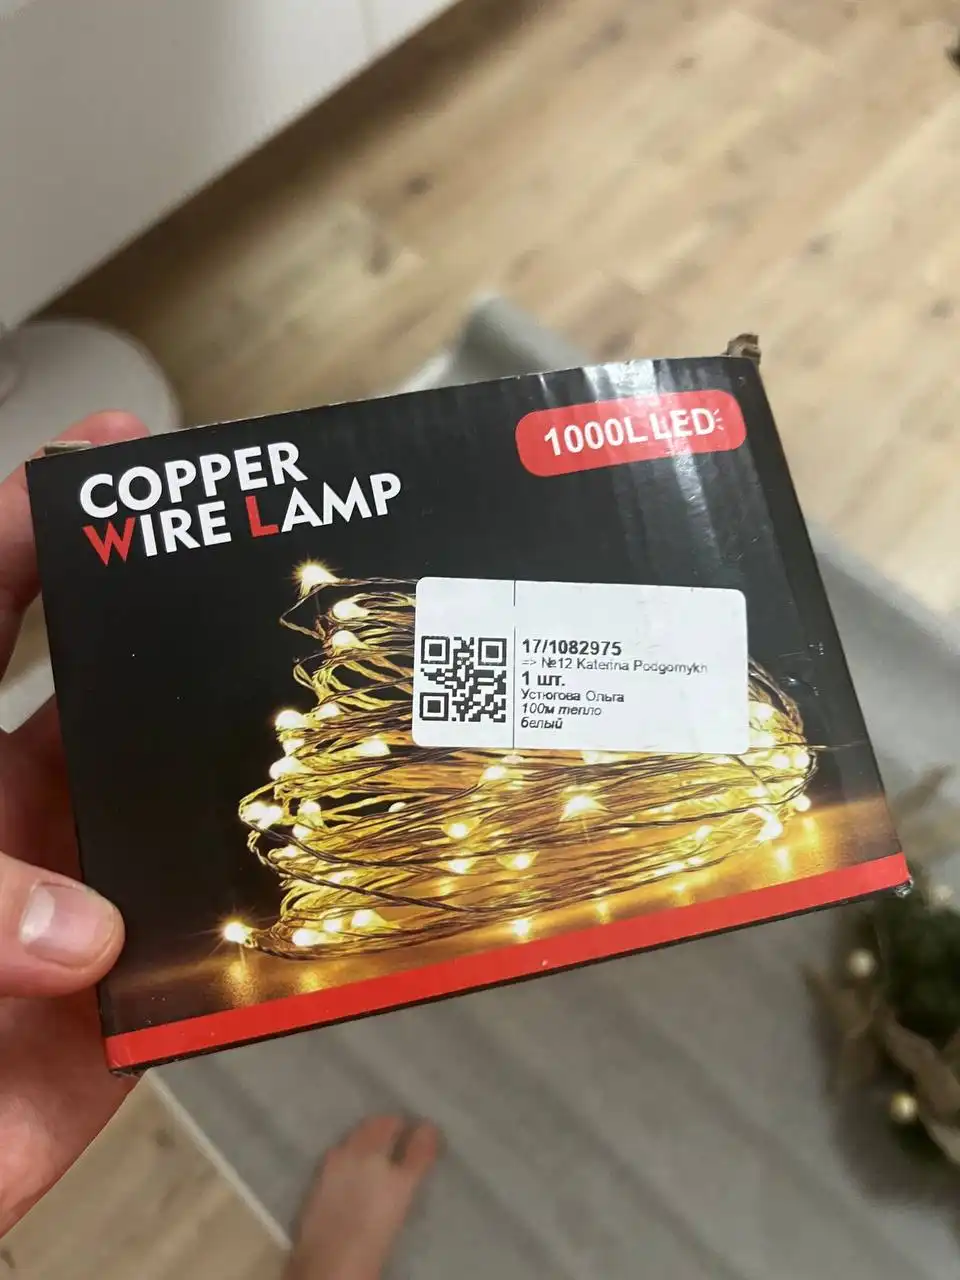 COPPER
WIRE LAMP
1000L LED
17/1082975
=> №12 Katerina Podgornykh
1 шт.
Устюгова Ольга
100м тепло
белый